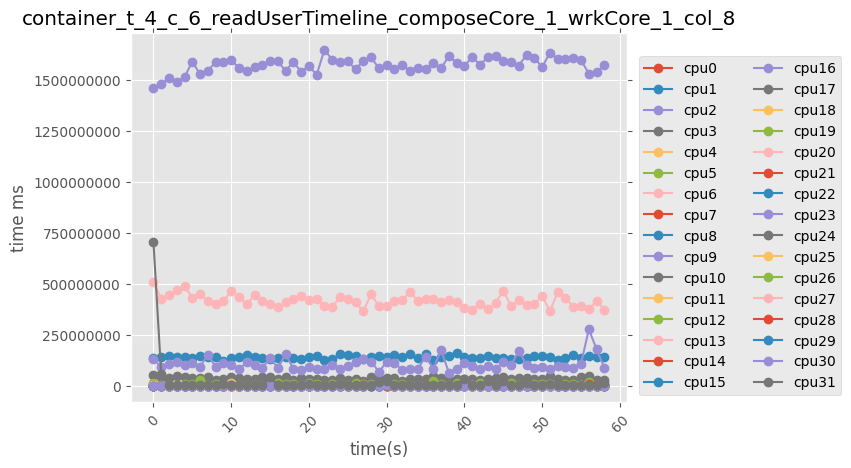 container_t_4_c_6_readUserTimeline_composeCore_1_wrkCore_1_col_8
1500000000
1250000000
1000000000
750000000
500000000
250000000
0
time ms
0
10
20
30
40
50
60
time(s)
cpu0
cpu1
cpu2
cpu3
cpu4
cpu5
cpu6
cpu7
cpu8
cpu9
cpu10
cpu11
cpu12
cpu13
cpu14
cpu15
cpu16
cpu17
cpu18
cpu19
cpu20
cpu21
cpu22
cpu23
cpu24
cpu25
cpu26
cpu27
cpu28
cpu29
cpu30
cpu31